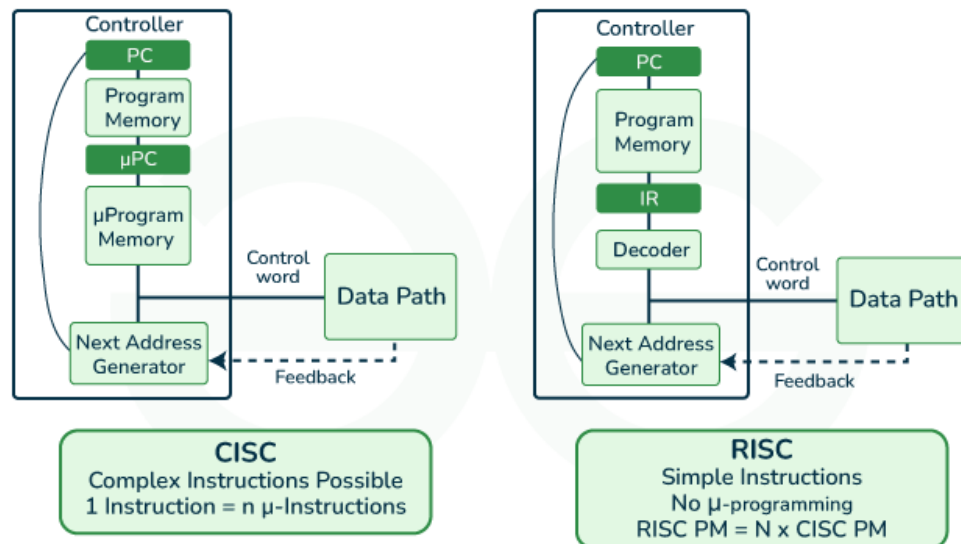 Controller
PC
Program
Memory
µPC
µProgram
Memory
Control
word
Data Path
Next Address
Generator
Feedback
CISC
Complex Instructions Possible
1 Instruction = n µ-Instructions
Controller
PC
Program
Memory
IR
Decoder
Control
word
Data Path
Next Address
Generator
Feedback
RISC
Simple Instructions
No µ-programming
RISC PM = N x CISC PM